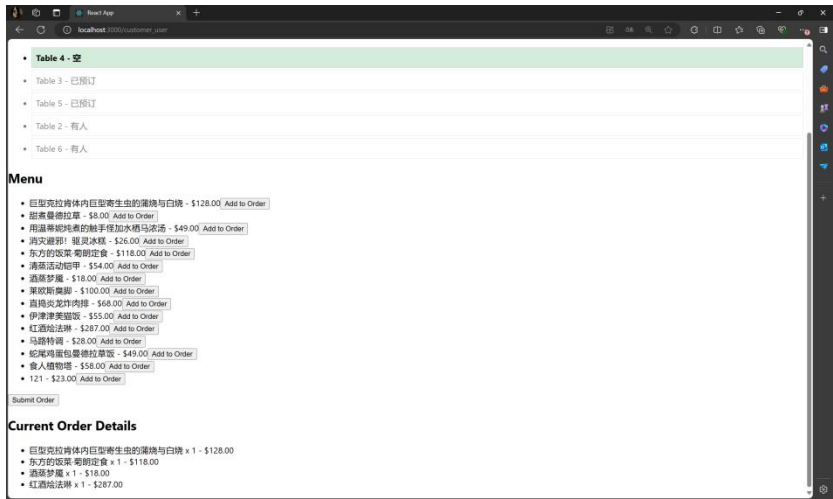 React App
localhost:3000/customer_user
Table 4 - 空
Table 3 - 已预订
Table 5 - 已预订
Table 2 - 有人
Table 6 - 有人
Menu
巨型克拉肯体内巨型寄生虫的蒲烧与白烧 - $128.00 Add to Order
甜煮曼德拉草 - $8.00 Add to Order
用温蒂妮炖煮的触手怪加水栖马浓汤 - $49.00 Add to Order
消灾避邪！驱灵冰糕 - $26.00 Add to Order
东方的饭菜·菊朗定食 - $118.00 Add to Order
清蒸活动铠甲 - $54.00 Add to Order
酒蒸梦魇 - $18.00 Add to Order
莱欧斯臭脚 - $100.00 Add to Order
直捣炎龙炸肉排 - $68.00 Add to Order
伊津津美猫饭 - $55.00 Add to Order
红酒烩法琳 - $287.00 Add to Order
马路特调 - $28.00 Add to Order
蛇尾鸡蛋包曼德拉草饭 - $49.00 Add to Order
食人植物塔 - $58.00 Add to Order
121 - $23.00 Add to Order
Submit Order
Current Order Details
巨型克拉肯体内巨型寄生虫的蒲烧与白烧 x 1 - $128.00
东方的饭菜·菊朗定食 x 1 - $118.00
酒蒸梦魇 x 1 - $18.00
红酒烩法琳 x 1 - $287.00